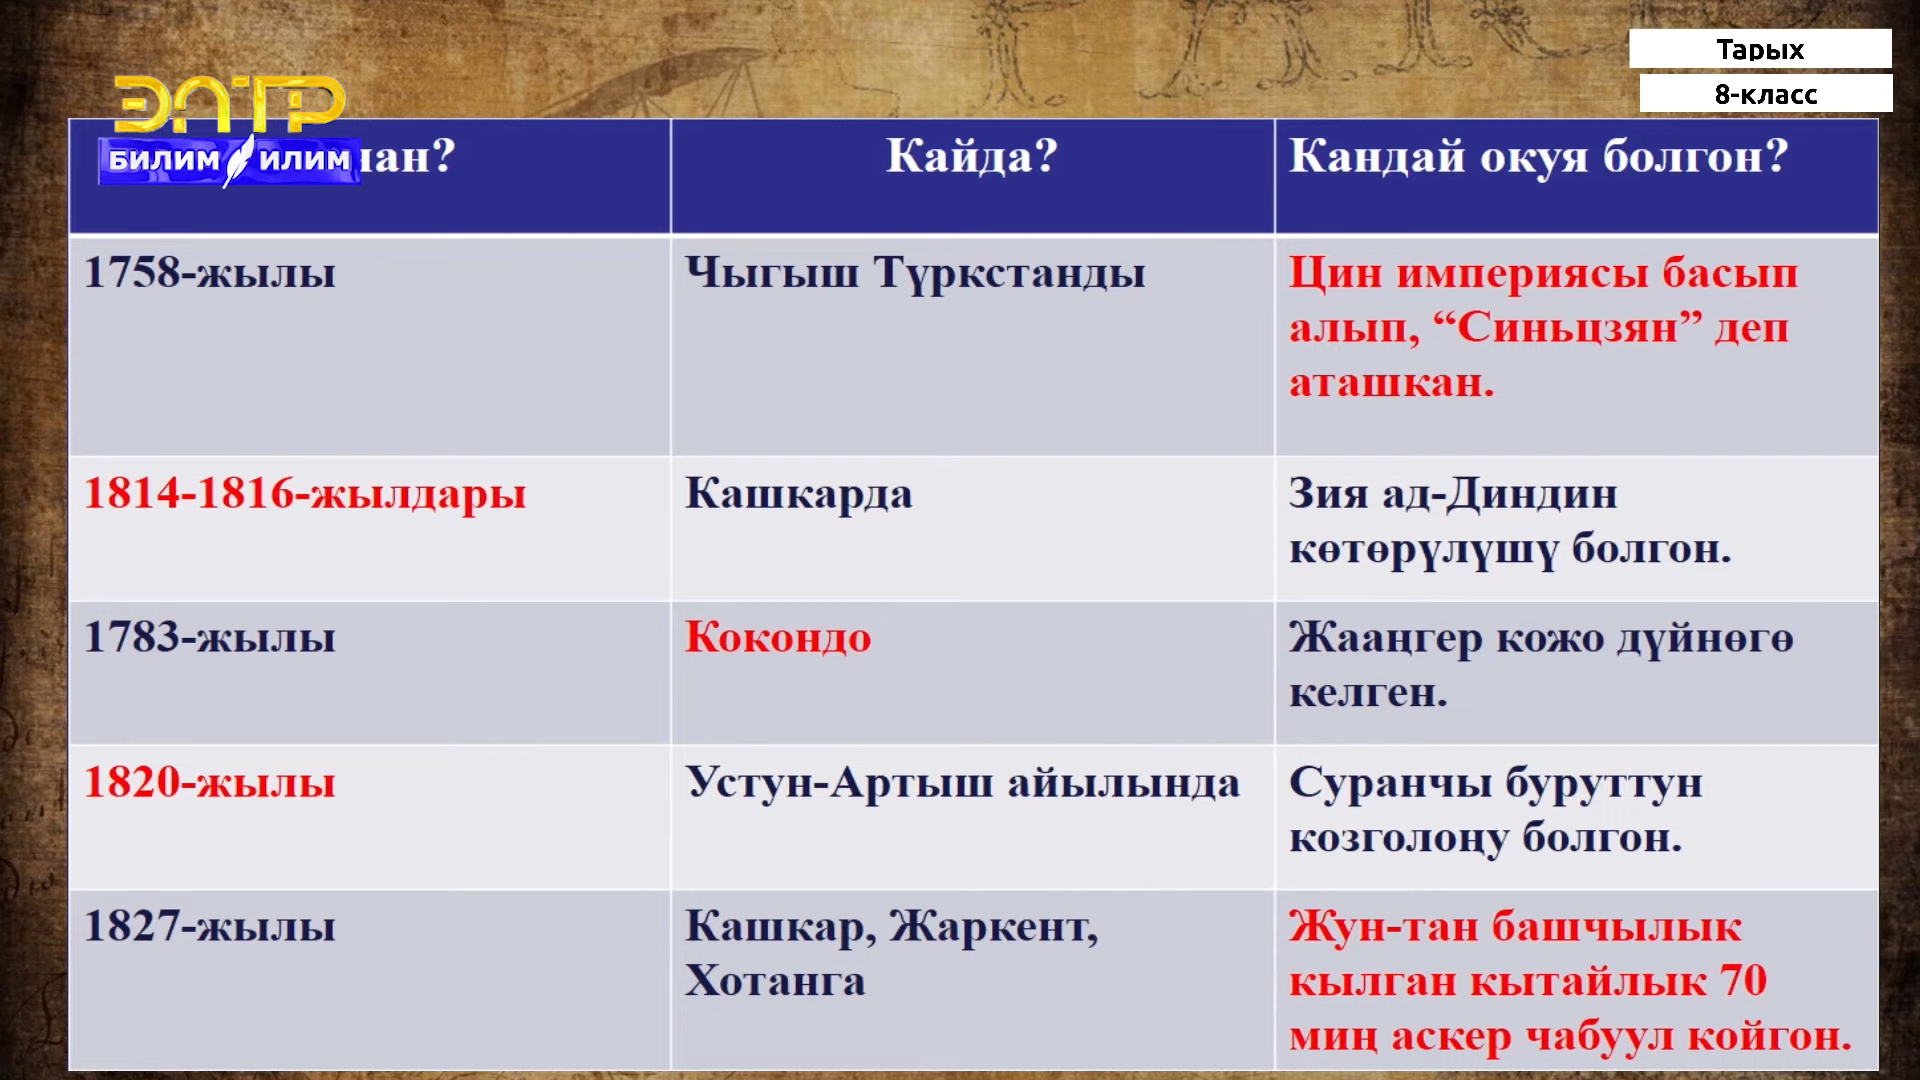 Тарых
8-класс
ЭЛТР
БИЛИМ ИЛИМ
Кайда?
Кандай окуя болгон?
1758-жылы
Чыгыш Түркстанды
Цин империясы басып
алып, “Синьцзян” деп
аташкан.
1814-1816-жылдары
Кашкарда
Зия ад-Диндин
көтөрүлүшү болгон.
1783-жылы
Кокондо
Жааңгер кожо дүйнөгө
келген.
1820-жылы
Устун-Артыш айылында
Суранчы буруттун
козголоңу болгон.
1827-жылы
Кашкар, Жаркент,
Хотанга
Жун-тан башчылык
кылган кытайлык 70
миң аскер чабуул койгон.